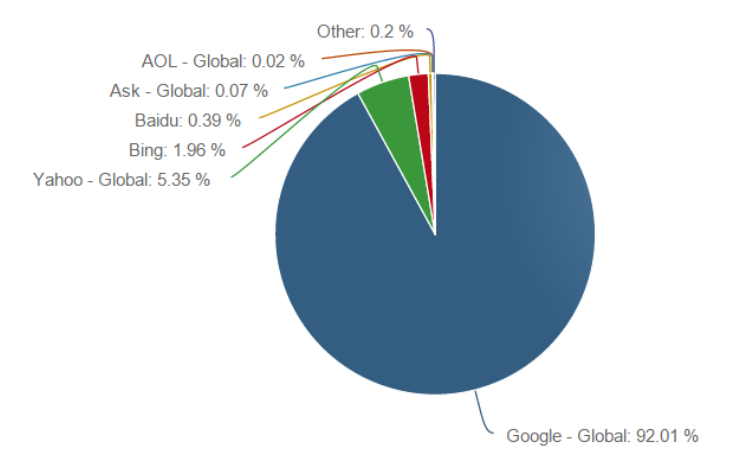 Other: 0.2 %
AOL - Global: 0.02 %
Ask - Global: 0.07 %
Baidu: 0.39 %
Bing: 1.96 %
Yahoo - Global: 5.35 %
Google - Global: 92.01 %